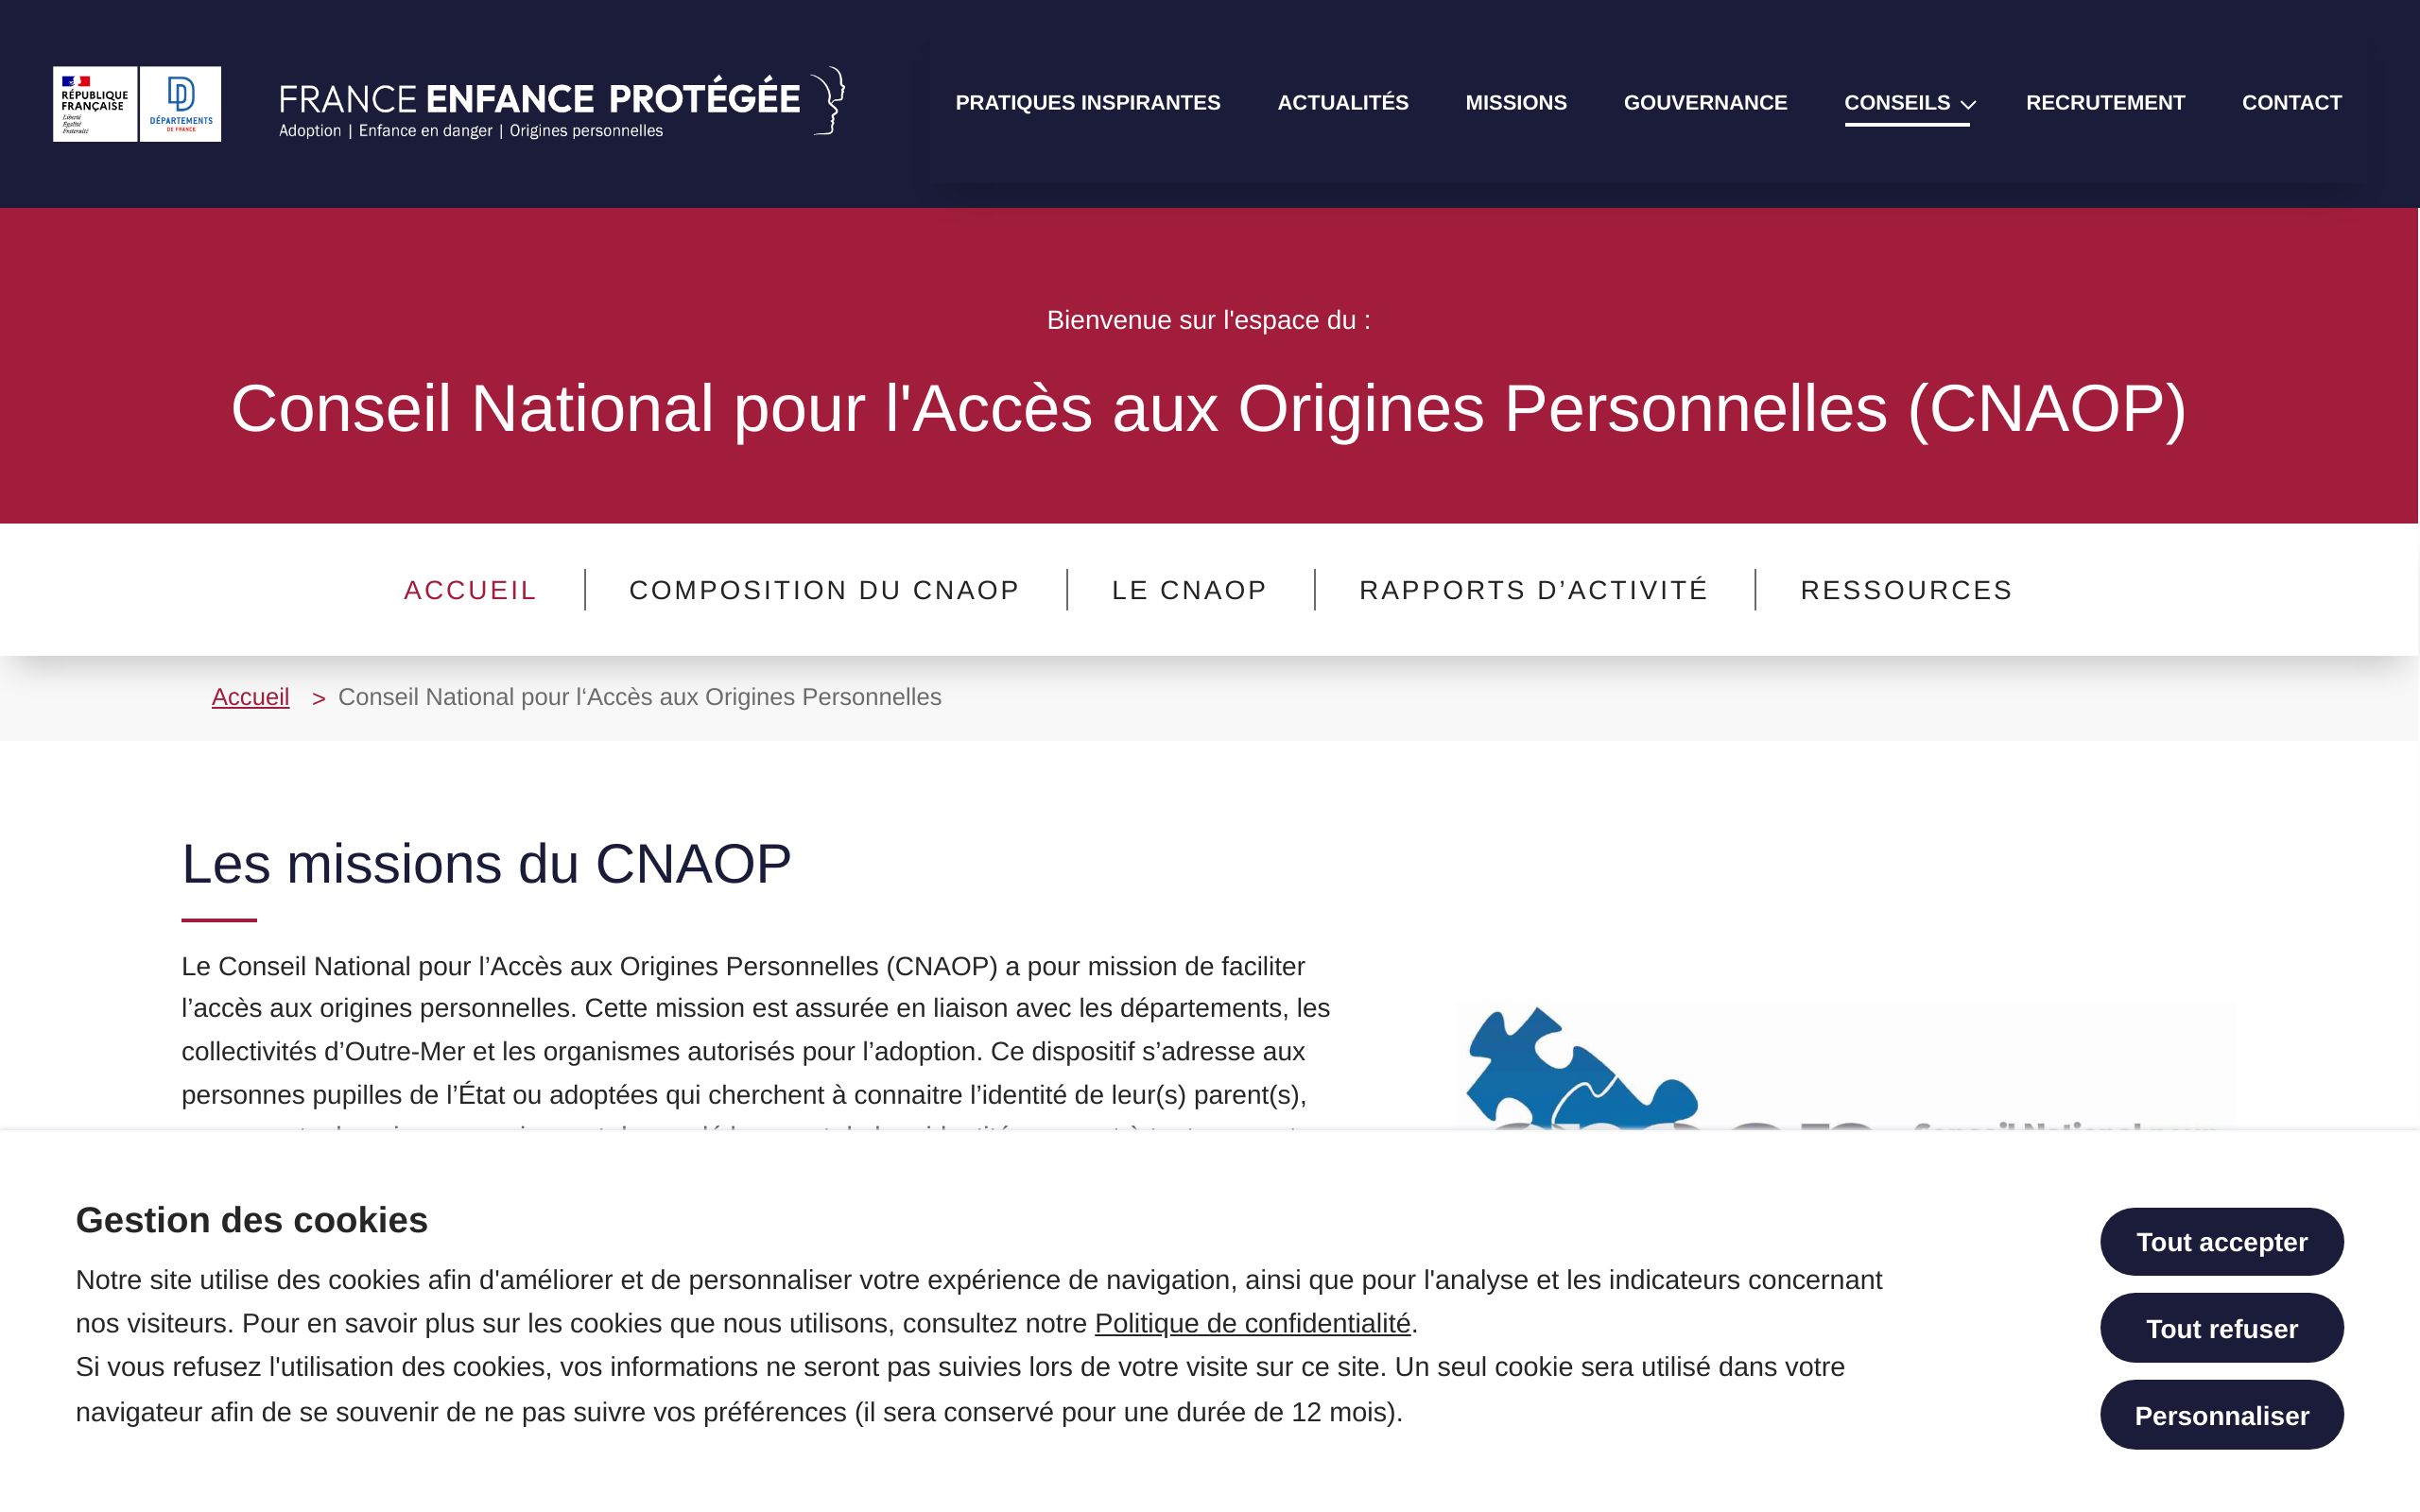 RÉPUBLIQUE
FRANÇAISE
Liberté
Égalité
Fraternité
DÉPARTEMENTS
DE FRANCE
FRANCE ENFANCE PROTÉGÉE
Adoption | Enfance en danger | Origines personnelles
PRATIQUES INSPIRANTES
ACTUALITÉS
MISSIONS
GOUVERNANCE
CONSEILS
RECRUTEMENT
CONTACT
Bienvenue sur l'espace du :
Conseil National pour l'Accès aux Origines Personnelles (CNAOP)
ACCUEIL
COMPOSITION DU CNAOP
LE CNAOP
RAPPORTS D’ACTIVITÉ
RESSOURCES
Accueil > Conseil National pour l‘Accès aux Origines Personnelles
Les missions du CNAOP
Le Conseil National pour l’Accès aux Origines Personnelles (CNAOP) a pour mission de faciliter
l’accès aux origines personnelles. Cette mission est assurée en liaison avec les départements, les
collectivités d’Outre-Mer et les organismes autorisés pour l’adoption. Ce dispositif s’adresse aux
personnes pupilles de l’État ou adoptées qui cherchent à connaitre l’identité de leur(s) parent(s),
Conseil National pour
Gestion des cookies
Notre site utilise des cookies afin d'améliorer et de personnaliser votre expérience de navigation, ainsi que pour l'analyse et les indicateurs concernant
nos visiteurs. Pour en savoir plus sur les cookies que nous utilisons, consultez notre Politique de confidentialité.
Si vous refusez l'utilisation des cookies, vos informations ne seront pas suivies lors de votre visite sur ce site. Un seul cookie sera utilisé dans votre
navigateur afin de se souvenir de ne pas suivre vos préférences (il sera conservé pour une durée de 12 mois).
Tout accepter
Tout refuser
Personnaliser